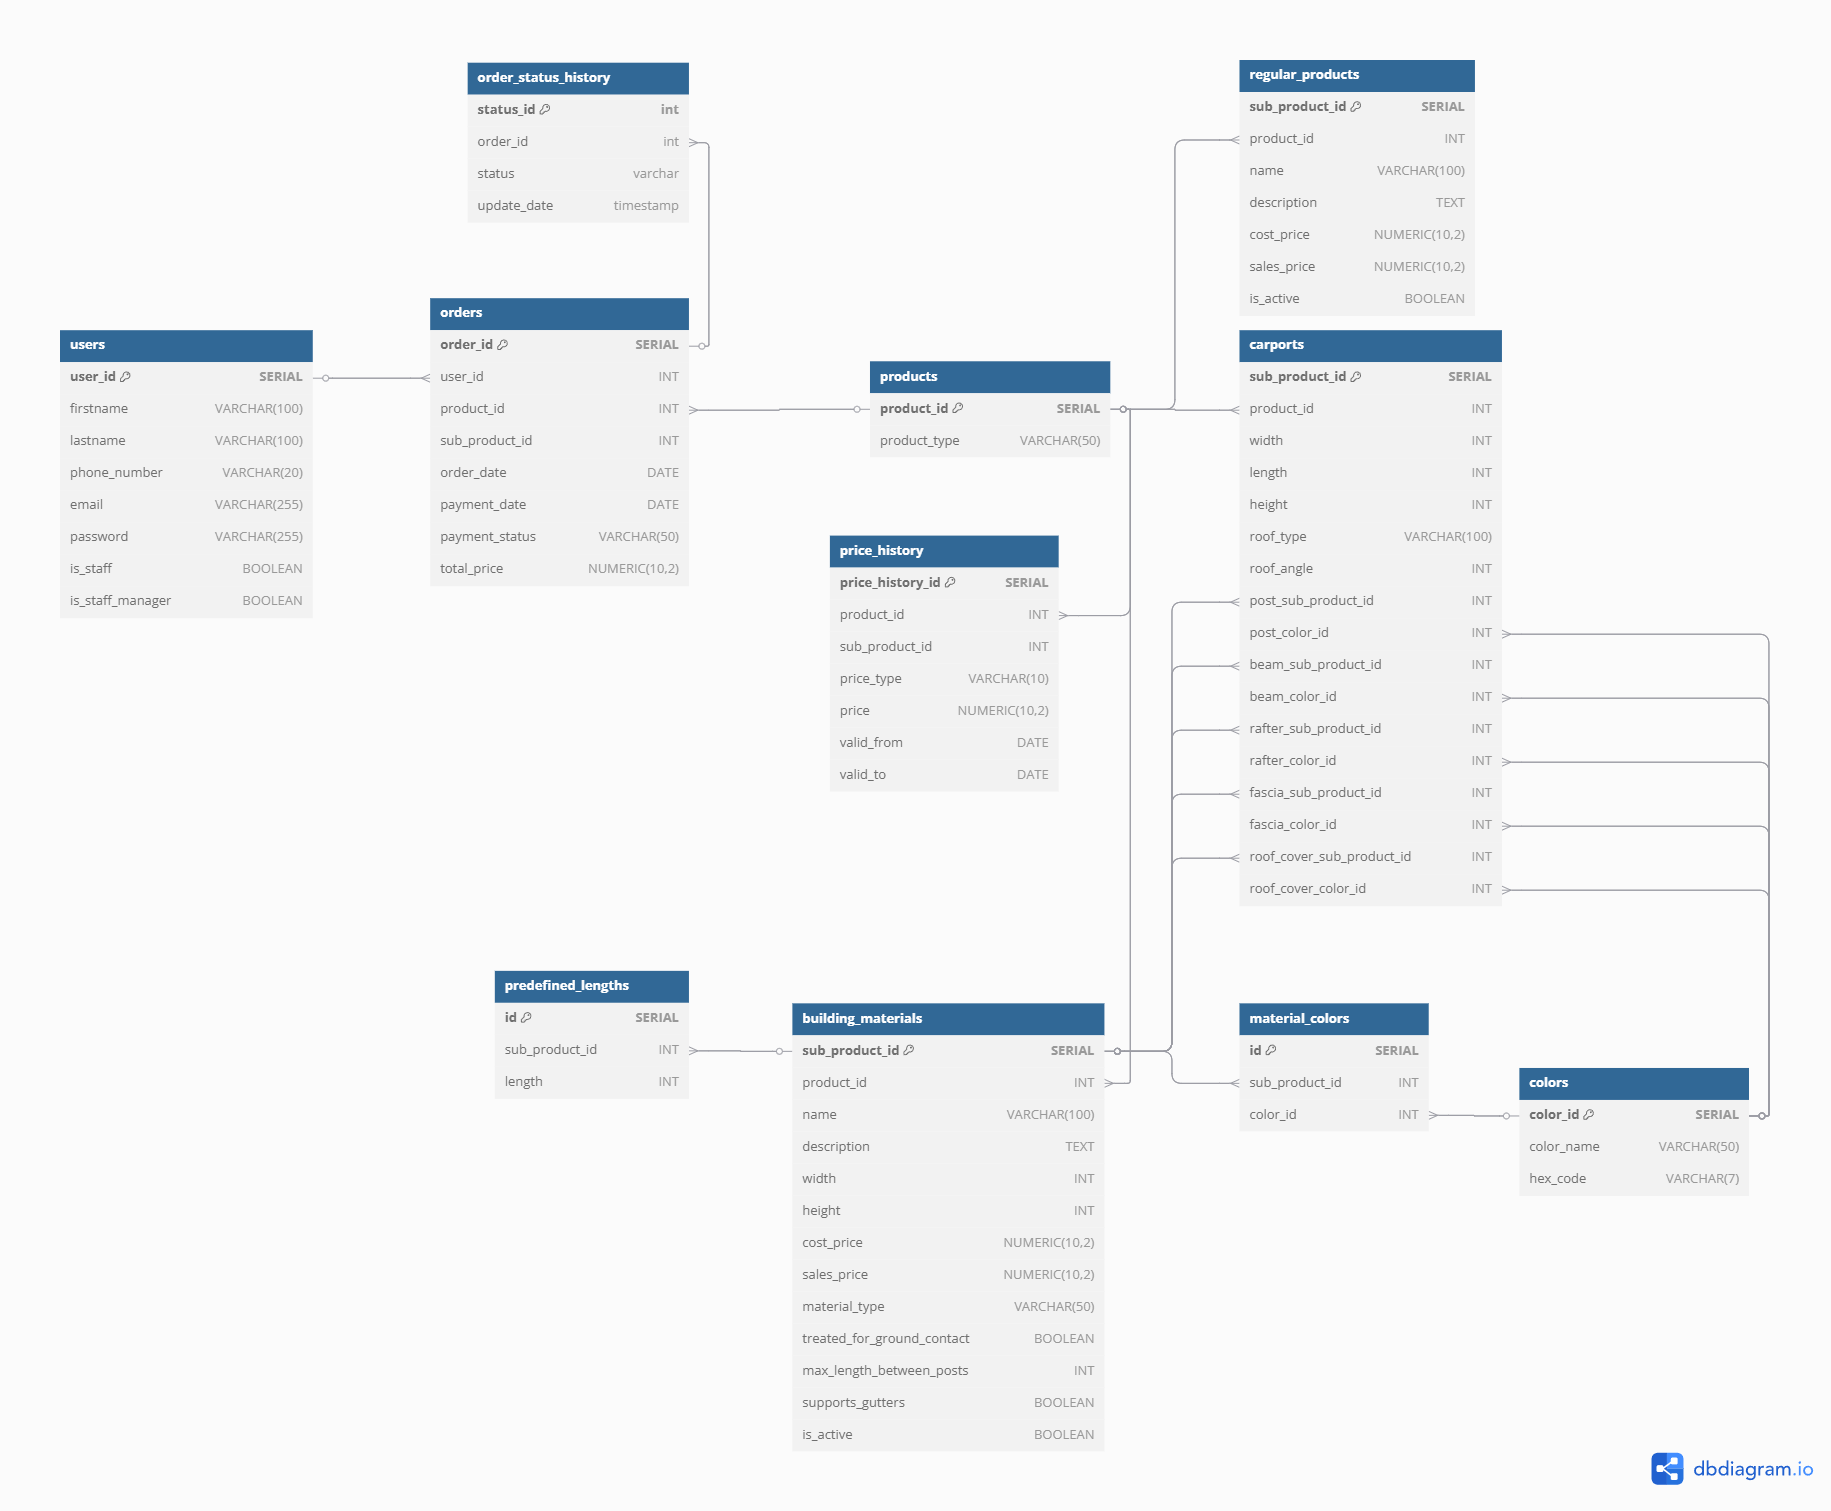 order_status_history
status_id int
order_id int
status varchar
update_date timestamp
regular_products
sub_product_id SERIAL
product_id INT
name VARCHAR(100)
description TEXT
cost_price NUMERIC(10,2)
sales_price NUMERIC(10,2)
is_active BOOLEAN
orders
order_id SERIAL
user_id INT
product_id INT
sub_product_id INT
order_date DATE
payment_date DATE
payment_status VARCHAR(50)
total_price NUMERIC(10,2)
users
user_id SERIAL
firstname VARCHAR(100)
lastname VARCHAR(100)
phone_number VARCHAR(20)
email VARCHAR(255)
password VARCHAR(255)
is_staff BOOLEAN
is_staff_manager BOOLEAN
products
product_id SERIAL
product_type VARCHAR(50)
carports
sub_product_id SERIAL
product_id INT
width INT
length INT
height INT
roof_type VARCHAR(100)
roof_angle INT
post_sub_product_id INT
post_color_id INT
beam_sub_product_id INT
beam_color_id INT
rafter_sub_product_id INT
rafter_color_id INT
fascia_sub_product_id INT
fascia_color_id INT
roof_cover_sub_product_id INT
roof_cover_color_id INT
price_history
price_history_id SERIAL
product_id INT
sub_product_id INT
price_type VARCHAR(10)
price NUMERIC(10,2)
valid_from DATE
valid_to DATE
predefined_lengths
id SERIAL
sub_product_id INT
length INT
building_materials
sub_product_id SERIAL
product_id INT
name VARCHAR(100)
description TEXT
width INT
height INT
cost_price NUMERIC(10,2)
sales_price NUMERIC(10,2)
material_type VARCHAR(50)
treated_for_ground_contact BOOLEAN
max_length_between_posts INT
supports_gutters BOOLEAN
is_active BOOLEAN
material_colors
id SERIAL
sub_product_id INT
color_id INT
colors
color_id SERIAL
color_name VARCHAR(50)
hex_code VARCHAR(7)
dbdiagram.io